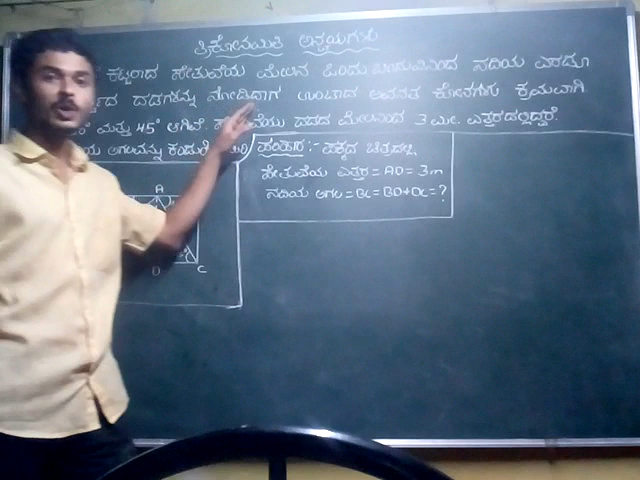 ತ್ರಿಕೋನಮಿತಿ ಅನ್ವಯಗಳು
ಕಟ್ಟಲಾದ ಸೇತುವೆಯ ಮೇಲಿನ ಒಂದು ಬಿಂದುವಿನಿಂದ ನದಿಯ ಎರಡೂ
ದಡಗಳನ್ನು ನೋಡಿದಾಗ ಉಂಟಾದ ಅವನತ ಕೋನಗಳು ಕ್ರಮವಾಗಿ
ಮತ್ತು 45° ಆಗಿವೆ. ದಡದ ಮೇಲಿನಿಂದ 3 ಮೀ. ಎತ್ತರದಲ್ಲಿದ್ದರೆ
ಅಗಲವನ್ನು ಕಂಡುಹಿಡಿಯಿರಿ
ಪರಿಹಾರ :- ಪಕ್ಕದ ಚಿತ್ರದಲ್ಲಿ
ಸೇತುವೆಯ ಎತ್ತರ = AD = 3m
ನದಿಯ ಅಗಲ = BC = BD + DC = ?
A
D C